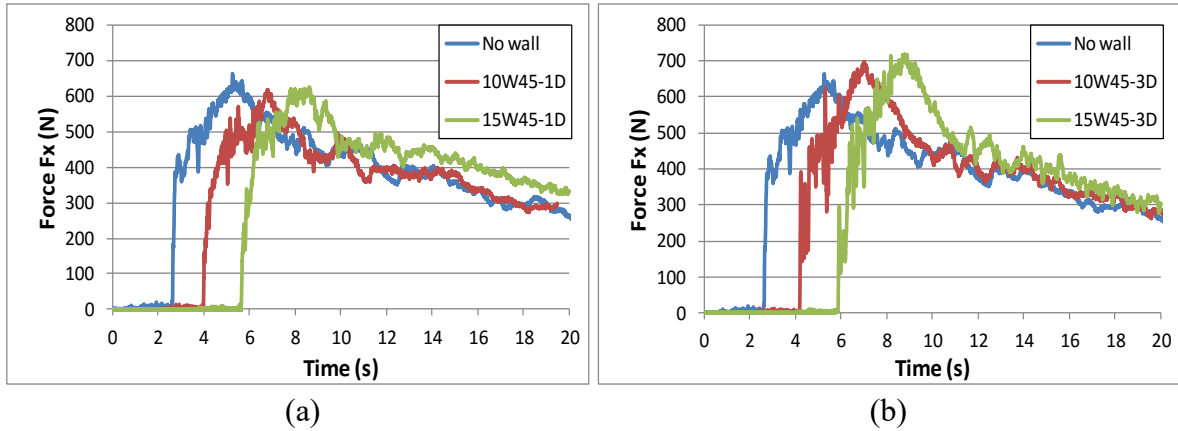 800
700
600
500
400
300
200
100
0
Force Fx (N)
No wall
10W45-1D
15W45-1D
0 2 4 6 8 10 12 14 16 18 20
Time (s)
(a)
800
700
600
500
400
300
200
100
0
Force Fx (N)
No wall
10W45-3D
15W45-3D
0 2 4 6 8 10 12 14 16 18 20
Time (s)
(b)